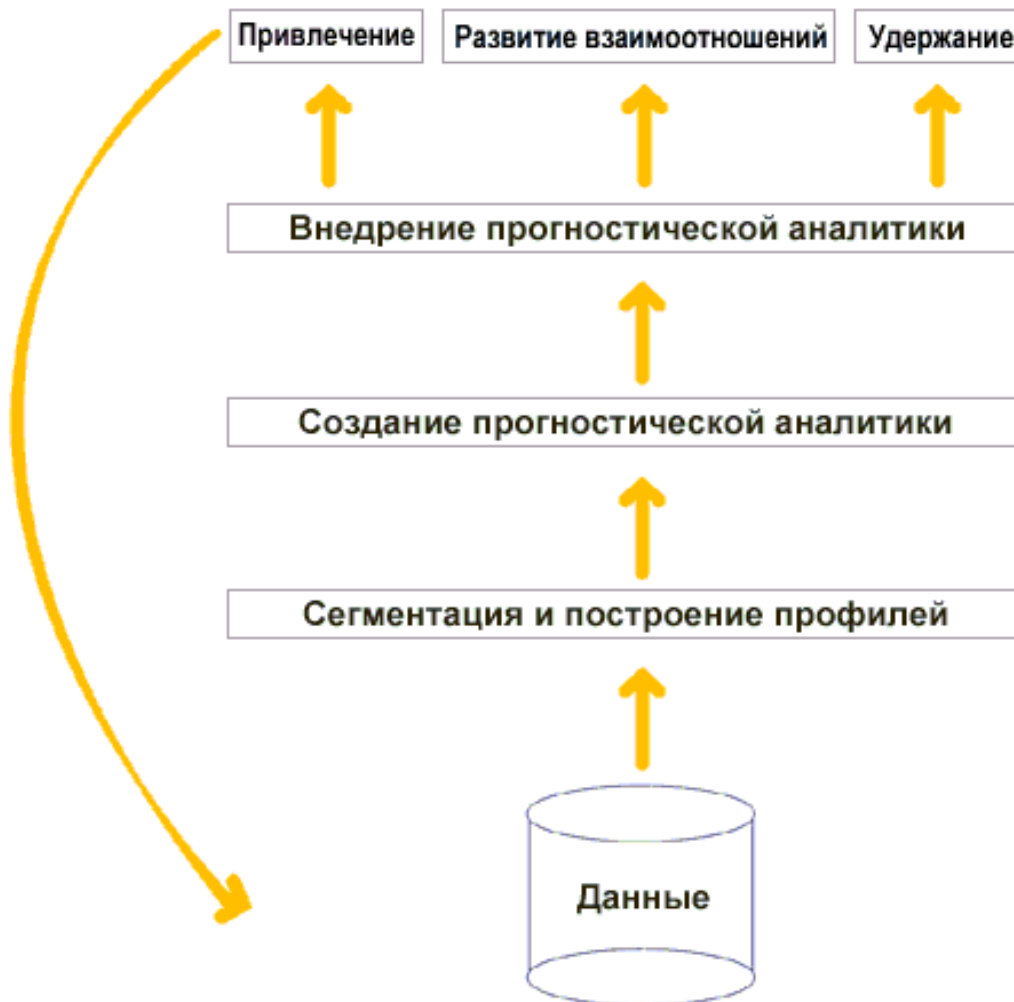 Привлечение Развитие взаимоотношений Удержание
Внедрение прогностической аналитики
Создание прогностической аналитики
Сегментация и построение профилей
Данные